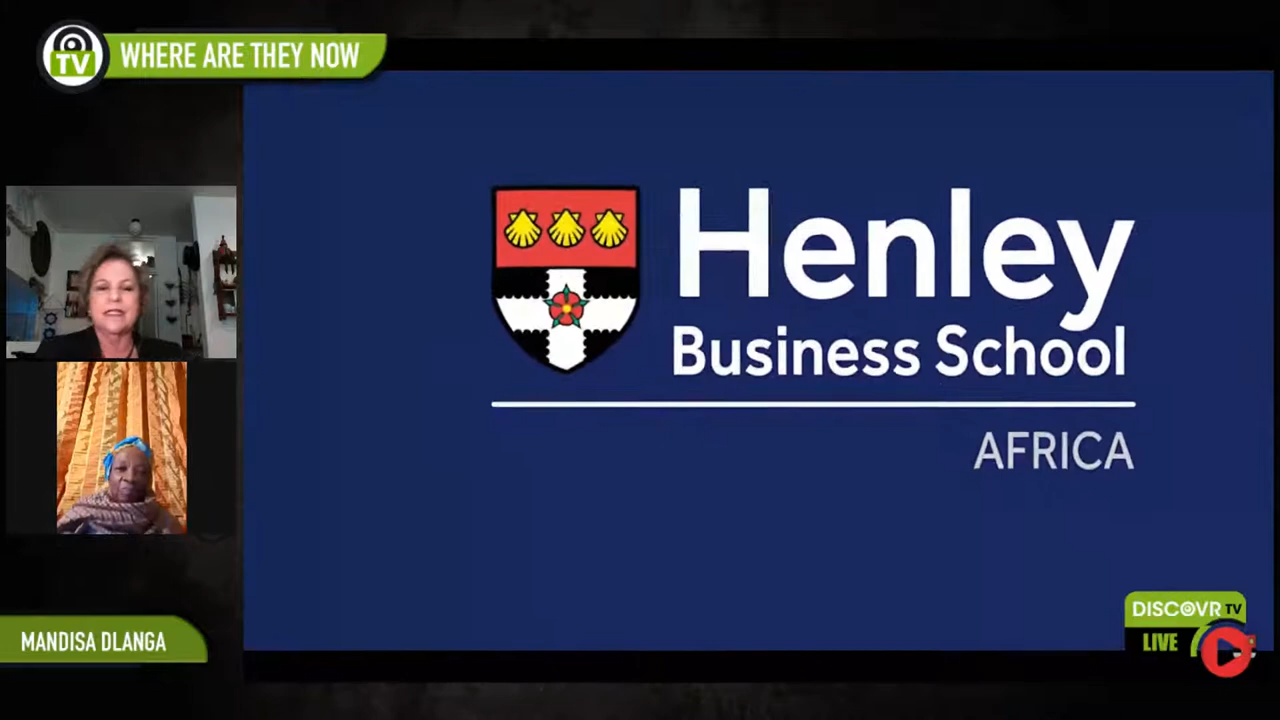 TV WHERE ARE THEY NOW
Henley
Business School
AFRICA
MANDISA DLANGA
DISCOVR TV
LIVE